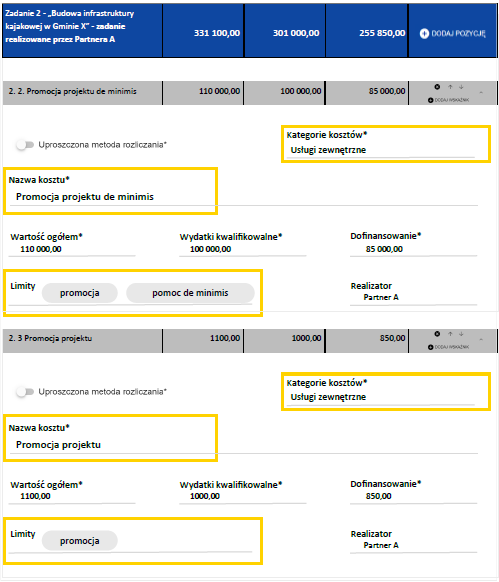 Zadanie 2 - „Budowa infrastruktury
kajakowej w Gminie X” - zadanie
realizowane przez Partnera A
331 100,00
301 000,00
255 850,00
DODAJ POZYCJĘ
2. 2. Promocja projektu de minimis
110 000,00
100 000,00
85 000,00
DODAJ WSKAŹNIK
Uproszczona metoda rozliczania*
Kategorie kosztów*
Usługi zewnętrzne
Nazwa kosztu*
Promocja projektu de minimis
Wartość ogółem*
110 000,00
Wydatki kwalifikowalne*
100 000,00
Dofinansowanie*
85 000,00
Limity
promocja
pomoc de minimis
Realizator
Partner A
2. 3 Promocja projektu
1100,00
1000,00
850,00
DODAJ WSKAŹNIK
Uproszczona metoda rozliczania*
Kategorie kosztów*
Usługi zewnętrzne
Nazwa kosztu*
Promocja projektu
Wartość ogółem*
1100,00
Wydatki kwalifikowalne*
1000,00
Dofinansowanie*
850,00
Limity
promocja
Realizator
Partner A